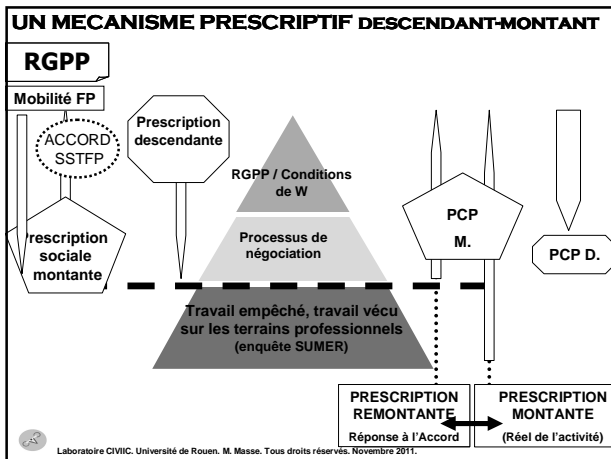 UN MECANISME PRESCRIPTIF DESCENDANT-MONTANT
RGPP
Mobilité FP
ACCORD
SSTFP
Prescription
descendante
Prescription
sociale
montante
RGPP / Conditions
de W
Processus de
négociation
Travail empêché, travail vécu
sur les terrains professionnels
(enquête SUMER)
PCP
M.
PCP D.
PRESCRIPTION
REMONTANTE
Réponse à l'Accord
PRESCRIPTION
MONTANTE
(Réel de l'activité)
Laboratoire CIVIIC. Université de Rouen. M. Masse. Tous droits réservés. Novembre 2011.